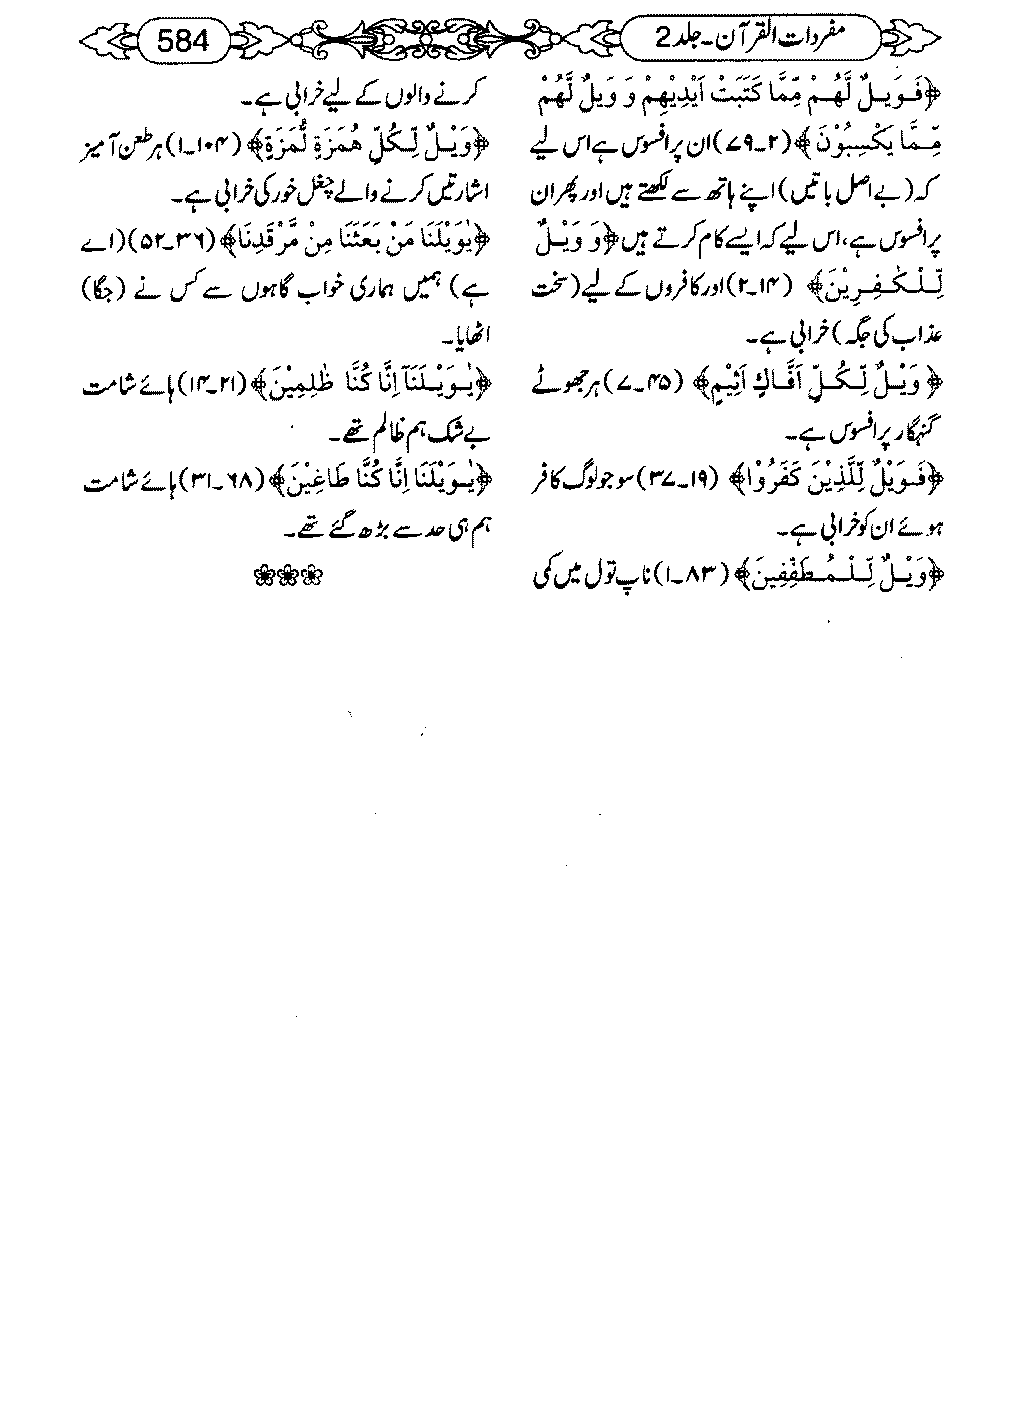 مفردات القرآن۔جلد 2
584
﴿فَوَيْلٌ لَّهُمْ مِّمَّا كَتَبَتْ اَيْدِيْهِمْ وَ وَيْلٌ لَّهُمْ
مِّمَّا يَكْسِبُوْنَ﴾ (۲۔۷۹) ان پر افسوس ہے اس لیے
کہ (بے اصل باتیں) اپنے ہاتھ سے لکھتے ہیں اور پھر ان
پر افسوس ہے، اس لیے کہ ایسے کام کرتے ہیں ﴿وَ وَيْلٌ
لِّلْكٰفِرِيْنَ﴾ (۱۴۔۲) اور کافروں کے لیے (سخت
عذاب کی جگہ) خرابی ہے۔
﴿وَيْلٌ لِّكُلِّ اَفَّاكٍ اَثِيْمٍ﴾ (۴۵۔۷) ہر جھوٹے
گنہگار پر افسوس ہے۔
﴿فَوَيْلٌ لِّلَّذِيْنَ كَفَرُوْا﴾ (۱۹۔۳۷) سو جو لوگ کافر
ہوئے ان کو خرابی ہے۔
﴿وَيْلٌ لِّلْمُطَفِّفِيْنَ﴾ (۸۳۔۱) ناپ تول میں کمی
کرنے والوں کے لیے خرابی ہے۔
﴿وَيْلٌ لِّكُلِّ هُمَزَةٍ لُّمَزَةٍ﴾ (۱۰۴۔۱) ہر طعن آمیز
اشارتیں کرنے والے چغل خور کی خرابی ہے۔
﴿يٰوَيْلَنَا مَنْ بَعَثَنَا مِنْ مَّرْقَدِنَا﴾ (۳۶۔۵۲) (اے
ہے) ہمیں ہماری خواب گاہوں سے کس نے (جگا)
اٹھایا۔
﴿يٰوَيْلَنَآ اِنَّا كُنَّا ظٰلِمِيْنَ﴾ (۲۱۔۱۴) ہائے شامت
بے شک ہم ظالم تھے۔
﴿يٰوَيْلَنَا اِنَّا كُنَّا طَاغِيْنَ﴾ (۶۸۔۳۱) ہائے شامت
ہم ہی حد سے بڑھ گئے تھے۔